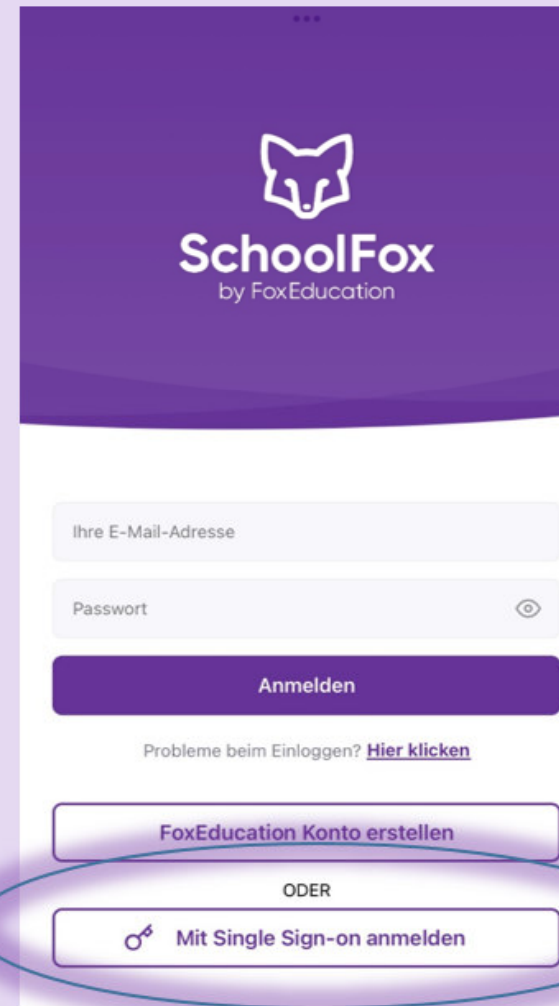 SchoolFox
by FoxEducation
Ihre E-Mail-Adresse
Passwort
Anmelden
Probleme beim Einloggen? Hier klicken
FoxEducation Konto erstellen
ODER
Mit Single Sign-on anmelden